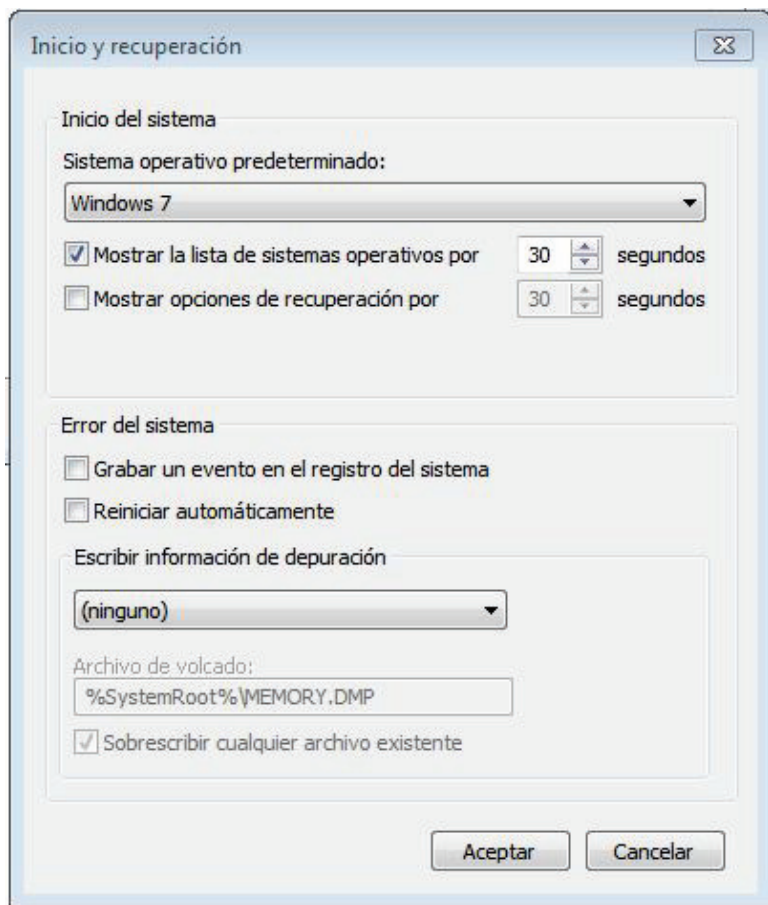 Inicio y recuperación
Inicio del sistema
Sistema operativo predeterminado:
Windows 7
Mostrar la lista de sistemas operativos por 30 segundos
Mostrar opciones de recuperación por 30 segundos
Error del sistema
Grabar un evento en el registro del sistema
Reiniciar automáticamente
Escribir información de depuración
(ninguno)
Archivo de volcado:
%SystemRoot%\MEMORY.DMP
Sobrescribir cualquier archivo existente
Aceptar Cancelar